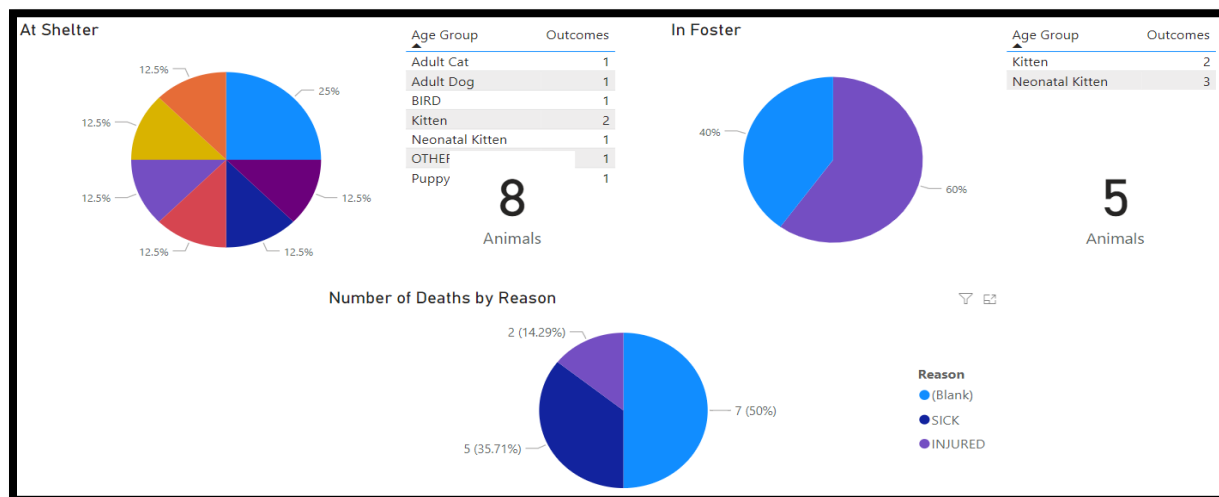 At Shelter
12.5%
25%
12.5%
12.5%
12.5%
12.5%
12.5%
Age Group Outcomes
Adult Cat 1
Adult Dog 1
BIRD 1
Kitten 2
Neonatal Kitten 1
OTHER 1
Puppy 1
8
Animals
In Foster
40%
60%
Age Group Outcomes
Kitten 2
Neonatal Kitten 3
5
Animals
Number of Deaths by Reason
2 (14.29%)
7 (50%)
5 (35.71%)
Reason
(Blank)
SICK
INJURED